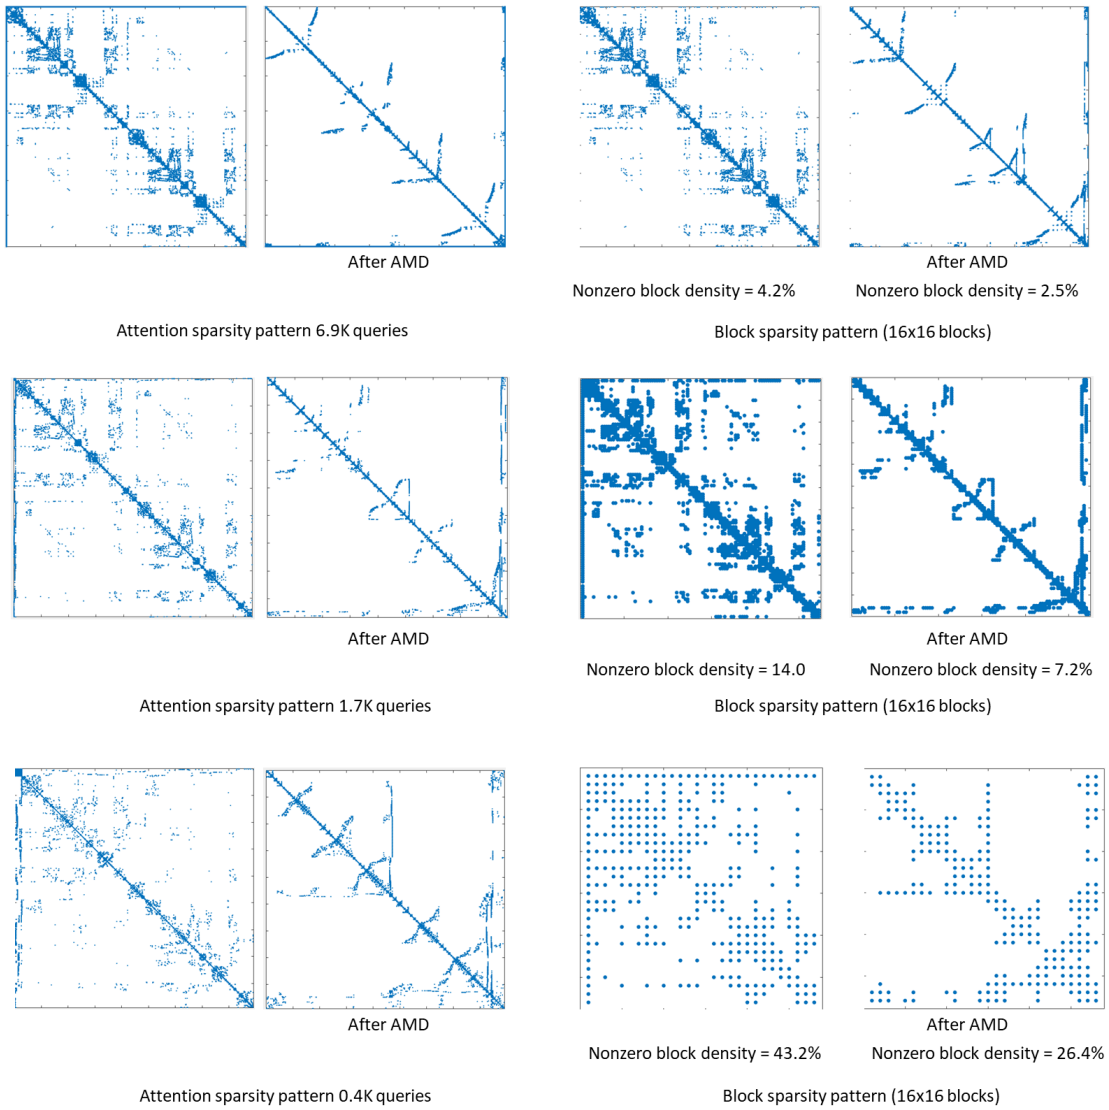 After AMD
After AMD
Nonzero block density = 4.2%
Nonzero block density = 2.5%
Attention sparsity pattern 6.9K queries
Block sparsity pattern (16x16 blocks)
After AMD
After AMD
Nonzero block density = 14.0
Nonzero block density = 7.2%
Attention sparsity pattern 1.7K queries
Block sparsity pattern (16x16 blocks)
After AMD
After AMD
Nonzero block density = 43.2%
Nonzero block density = 26.4%
Attention sparsity pattern 0.4K queries
Block sparsity pattern (16x16 blocks)